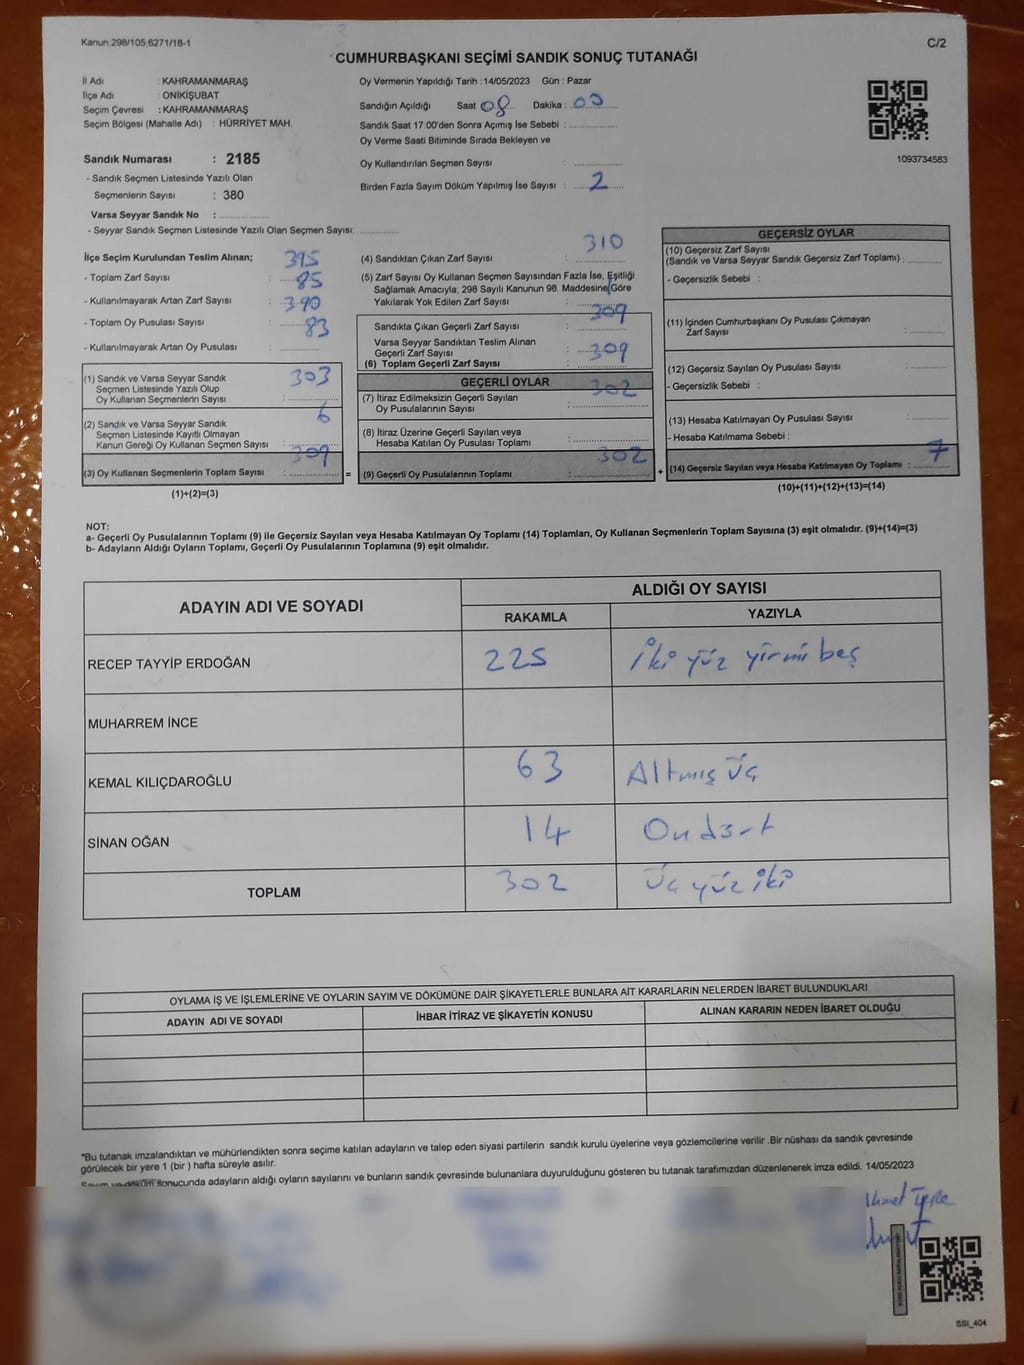 Kanun 298/105,6271/18-1
C/2
CUMHURBAŞKANI SEÇİMİ SANDIK SONUÇ TUTANAĞI
İl Adı : KAHRAMANMARAŞ
İlçe Adı : ONİKİŞUBAT
Seçim Çevresi : KAHRAMANMARAŞ
Seçim Bölgesi (Mahalle Adı) : HÜRRİYET MAH.
Sandık Numarası : 2185
- Sandık Seçmen Listesinde Yazılı Olan
Seçmenlerin Sayısı : 380
Varsa Seyyar Sandık No : ..................
- Seyyar Sandık Seçmen Listesinde Yazılı Olan Seçmen Sayısı: .............
Oy Vermenin Yapıldığı Tarih : 14/05/2023 Gün : Pazar
Sandığın Açıldığı Saat : 08 Dakika : 00
Sandık Saat 17:00'den Sonra Açımış İse Sebebi : ..................
Oy Verme Saati Bitiminde Sırada Bekleyen ve
Oy Kullandırılan Seçmen Sayısı : ..................
Birden Fazla Sayım Döküm Yapılmış İse Sayısı : 2
1093734583
İlçe Seçim Kurulundan Teslim Alınan; 395
- Toplam Zarf Sayısı : 85
- Kullanılmayarak Artan Zarf Sayısı : 390
- Toplam Oy Pusulası Sayısı : 83
- Kullanılmayarak Artan Oy Pusulası : .............
(1) Sandık ve Varsa Seyyar Sandık 303
Seçmen Listesinde Yazılı Olup
Oy Kullanan Seçmenlerin Sayısı : .............
(2) Sandık ve Varsa Seyyar Sandık 6
Seçmen Listesinde Kayıtlı Olmayan
Kanun Gereği Oy Kullanan Seçmen Sayısı : .............
309
(3) Oy Kullanan Seçmenlerin Toplam Sayısı : ............. =
(1)+(2)=(3)
310
(4) Sandıktan Çıkan Zarf Sayısı : .............
(5) Zarf Sayısı Oy Kullanan Seçmen Sayısından Fazla İse, Eşitliği
Sağlamak Amacıyla; 298 Sayılı Kanunun 98. Maddesine Göre
Yakılarak Yok Edilen Zarf Sayısı : .............
309
Sandıkta Çıkan Geçerli Zarf Sayısı : .............
Varsa Seyyar Sandıktan Teslim Alınan
Geçerli Zarf Sayısı : 309
(6) Toplam Geçerli Zarf Sayısı : .............
GEÇERLİ OYLAR
302
(7) İtiraz Edilmeksizin Geçerli Sayılan
Oy Pusulalarının Sayısı : .............
(8) İtiraz Üzerine Geçerli Sayılan veya
Hesaba Katılan Oy Pusulası Toplamı : .............
302
(9) Geçerli Oy Pusulalarının Toplamı : ............. +
GEÇERSİZ OYLAR
(10) Geçersiz Zarf Sayısı
(Sandık ve Varsa Seyyar Sandık Geçersiz Zarf Toplamı) : .............
- Geçersizlik Sebebi :
(11) İçinden Cumhurbaşkanı Oy Pusulası Çıkmayan
Zarf Sayısı : .............
(12) Geçersiz Sayılan Oy Pusulası Sayısı : .............
- Geçersizlik Sebebi :
(13) Hesaba Katılmayan Oy Pusulası Sayısı : .............
- Hesaba Katılmama Sebebi :
7
(14) Geçersiz Sayılan veya Hesaba Katılmayan Oy Toplamı : .............
(10)+(11)+(12)+(13)=(14)
NOT:
a- Geçerli Oy Pusulalarının Toplamı (9) ile Geçersiz Sayılan veya Hesaba Katılmayan Oy Toplamı (14) Toplamları, Oy Kullanan Seçmenlerin Toplam Sayısına (3) eşit olmalıdır. (9)+(14)=(3)
b- Adayların Aldığı Oyların Toplamı, Geçerli Oy Pusulalarının Toplamına (9) eşit olmalıdır.
ADAYIN ADI VE SOYADI ALDIĞI OY SAYISI
RAKAMLA YAZIYLA
RECEP TAYYİP ERDOĞAN 225 İki yüz yirmi beş
MUHARREM İNCE
KEMAL KILIÇDAROĞLU 63 Altmış üç
SİNAN OĞAN 14 Ondört
TOPLAM 302 Üç yüz iki
OYLAMA İŞ VE İŞLEMLERİNE VE OYLARIN SAYIM VE DÖKÜMÜNE DAİR ŞİKAYETLERLE BUNLARA AİT KARARLARIN NELERDEN İBARET BULUNDUKLARI
ADAYIN ADI VE SOYADI İHBAR İTİRAZ VE ŞİKAYETİN KONUSU ALINAN KARARIN NEDEN İBARET OLDUĞU
*Bu tutanak imzalandıktan ve mühürlendikten sonra seçime katılan adayların ve talep eden siyasi partilerin sandık kurulu üyelerine veya gözlemcilerine verilir .Bir nüshası da sandık çevresinde
görülecek bir yere 1 (bir ) hafta süreyle asılır.
Sayım ve döküm sonucunda adayların aldığı oyların sayılarını ve bunların sandık çevresinde bulunanlara duyurulduğunu gösteren bu tutanak tarafımızdan düzenlenerek imza edildi. 14/05/2023
SSI_404